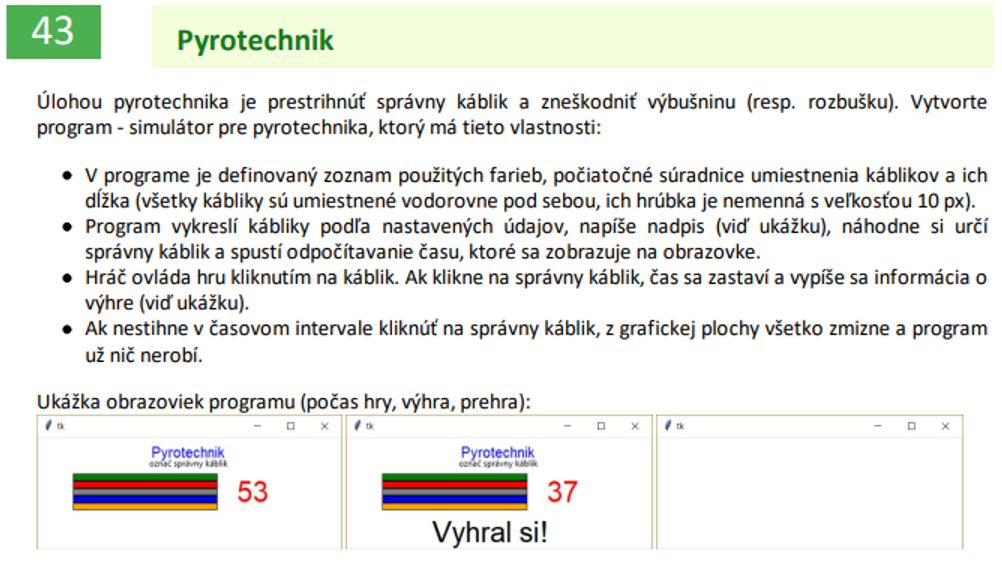 43
Pyrotechnik
Úlohou pyrotechnika je prestrihnúť správny káblik a zneškodniť výbušninu (resp. rozbušku). Vytvorte
program - simulátor pre pyrotechnika, ktorý má tieto vlastnosti:
● V programe je definovaný zoznam použitých farieb, počiatočné súradnice umiestnenia káblikov a ich
dĺžka (všetky kábliky sú umiestnené vodorovne pod sebou, ich hrúbka je nemenná s veľkosťou 10 px).
● Program vykreslí kábliky podľa nastavených údajov, napíše nadpis (viď ukážku), náhodne si určí
správny káblik a spustí odpočítavanie času, ktoré sa zobrazuje na obrazovke.
● Hráč ovláda hru kliknutím na káblik. Ak klikne na správny káblik, čas sa zastaví a vypíše sa informácia o
výhre (viď ukážku).
● Ak nestihne v časovom intervale kliknúť na správny káblik, z grafickej plochy všetko zmizne a program
už nič nerobí.
Ukážka obrazoviek programu (počas hry, výhra, prehra):
tk
Pyrotechnik
označ správny káblik
53
tk
Pyrotechnik
označ správny káblik
37
Vyhral si!
tk